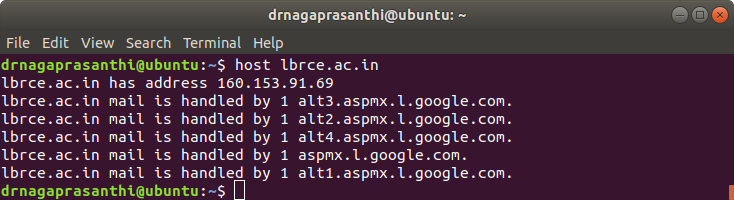 drnagaprasanthi@ubuntu: ~
File Edit View Search Terminal Help
drnagaprasanthi@ubuntu:~$ host lbrce.ac.in
lbrce.ac.in has address 160.153.91.69
lbrce.ac.in mail is handled by 1 alt3.aspmx.l.google.com.
lbrce.ac.in mail is handled by 1 alt2.aspmx.l.google.com.
lbrce.ac.in mail is handled by 1 alt4.aspmx.l.google.com.
lbrce.ac.in mail is handled by 1 aspmx.l.google.com.
lbrce.ac.in mail is handled by 1 alt1.aspmx.l.google.com.
drnagaprasanthi@ubuntu:~$